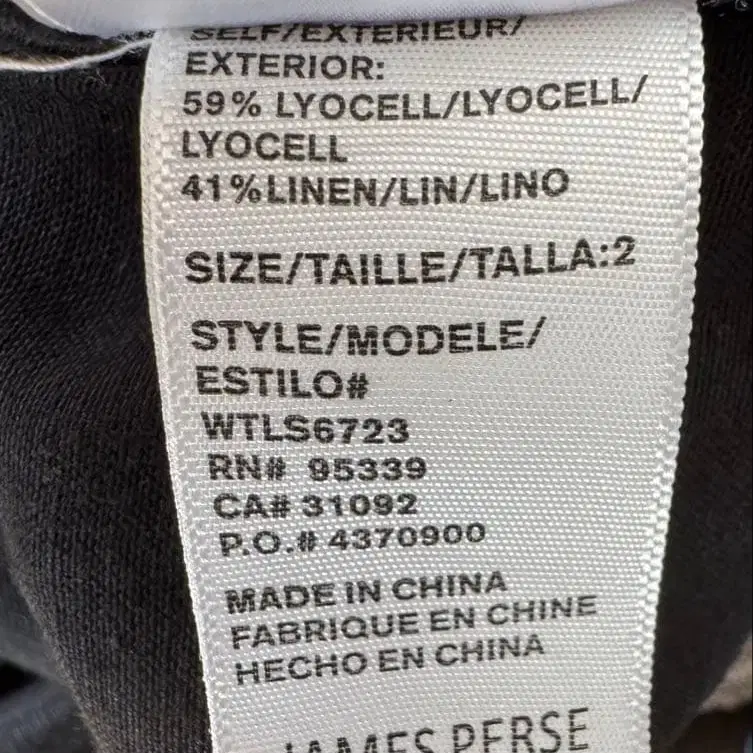 SELF/EXTERIEUR/
EXTERIOR:
59% LYOCELL/LYOCELL/
LYOCELL
41%LINEN/LIN/LINO
SIZE/TAILLE/TALLA:2
STYLE/MODELE/
ESTILO#
WTLS6723
RN# 95339
CA# 31092
P.O.# 4370900
MADE IN CHINA
FABRIQUE EN CHINE
HECHO EN CHINA
JAMES PERSE